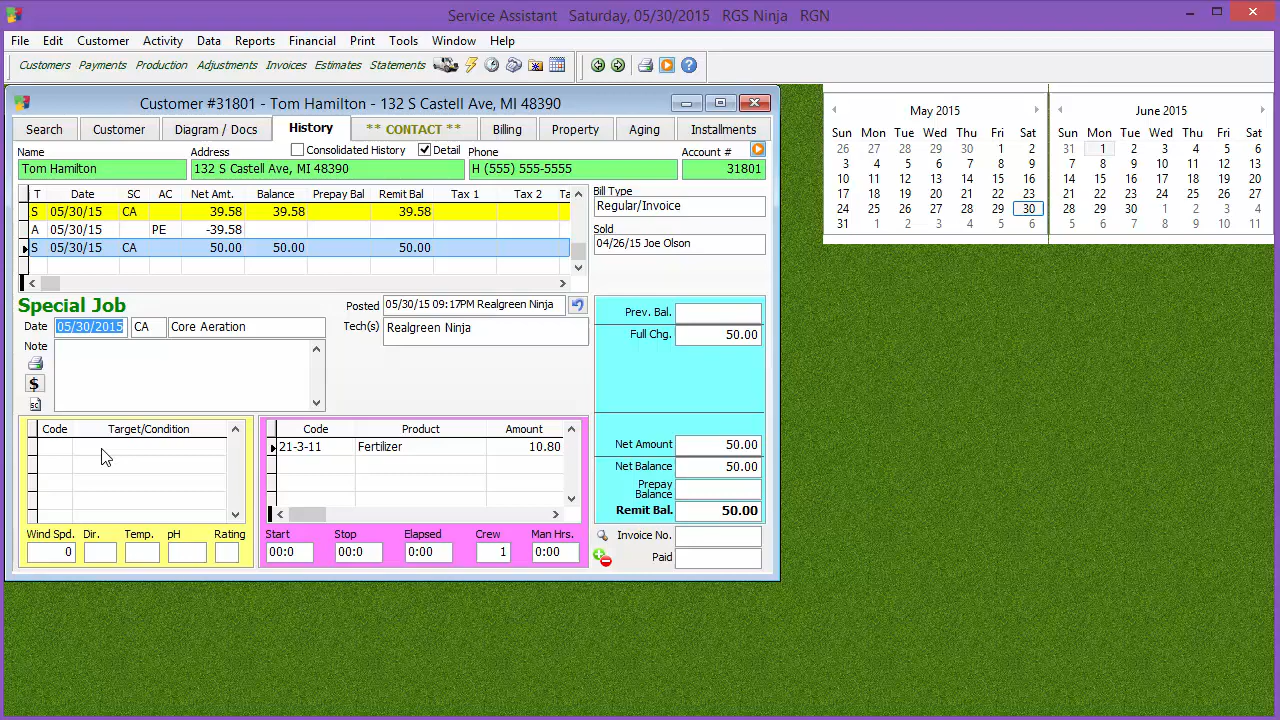 Service Assistant Saturday, 05/30/2015 RGS Ninja RGN
File Edit Customer Activity Data Reports Financial Print Tools Window Help
Customers Payments Production Adjustments Invoices Estimates Statements
Customer #31801 - Tom Hamilton - 132 S Castell Ave, MI 48390
Search Customer Diagram / Docs History ** CONTACT ** Billing Property Aging Installments
Name Address Consolidated History Detail Phone Account #
Tom Hamilton 132 S Castell Ave, MI 48390 H (555) 555-5555 31801
T Date SC AC Net Amt. Balance Prepay Bal Remit Bal Tax 1 Tax 2 Ta
S 05/30/15 CA 39.58 39.58 39.58
A 05/30/15 PE -39.58
S 05/30/15 CA 50.00 50.00 50.00
Bill Type
Regular/Invoice
Sold
04/26/15 Joe Olson
Special Job
Posted 05/30/15 09:17PM Realgreen Ninja
Date 05/30/2015 CA Core Aeration
Tech(s) Realgreen Ninja
Note
$
SC
Prev. Bal.
Full Chg. 50.00
Net Amount 50.00
Net Balance 50.00
Prepay Balance
Remit Bal. 50.00
Invoice No.
Paid
Code Target/Condition
Wind Spd. Dir. Temp. pH Rating
0
Code Product Amount
21-3-11 Fertilizer 10.80
Start Stop Elapsed Crew Man Hrs.
00:0 00:0 0:00 1 0:00
May 2015
Sun Mon Tue Wed Thu Fri Sat
26 27 28 29 30 1 2
3 4 5 6 7 8 9
10 11 12 13 14 15 16
17 18 19 20 21 22 23
24 25 26 27 28 29 30
31 1 2 3 4 5 6
June 2015
Sun Mon Tue Wed Thu Fri Sat
31 1 2 3 4 5 6
7 8 9 10 11 12 13
14 15 16 17 18 19 20
21 22 23 24 25 26 27
28 29 30 1 2 3 4
5 6 7 8 9 10 11